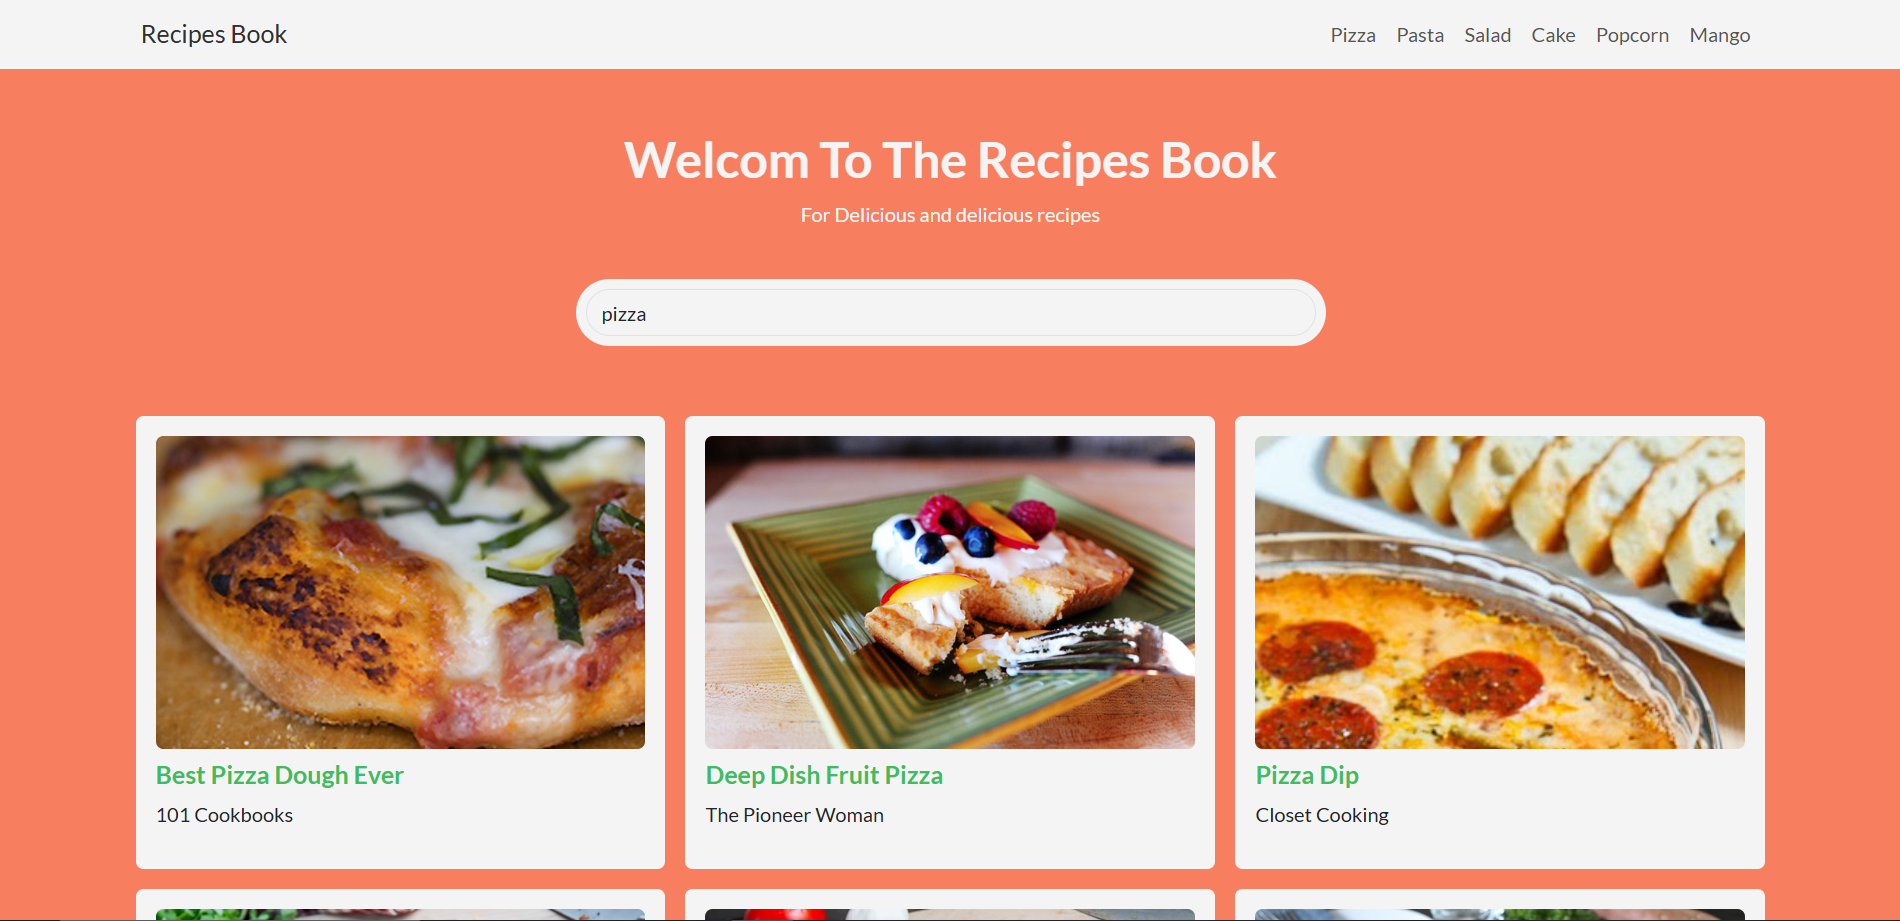 Recipes Book
Pizza Pasta Salad Cake Popcorn Mango
Welcom To The Recipes Book
For Delicious and delicious recipes
pizza
Best Pizza Dough Ever
101 Cookbooks
Deep Dish Fruit Pizza
The Pioneer Woman
Pizza Dip
Closet Cooking